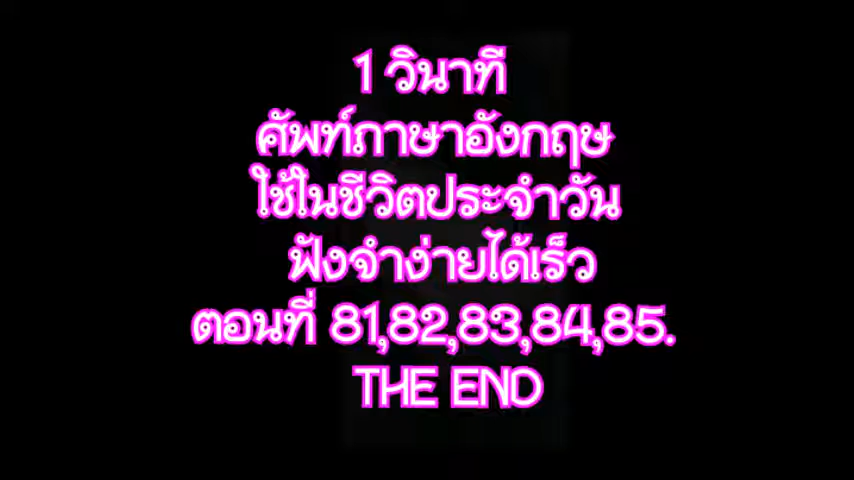 1 วินาที
ศัพท์ภาษาอังกฤษ
ใช้ในชีวิตประจำวัน
ฟังจำง่ายได้เร็ว
ตอนที่ 81,82,83,84,85.
THE END